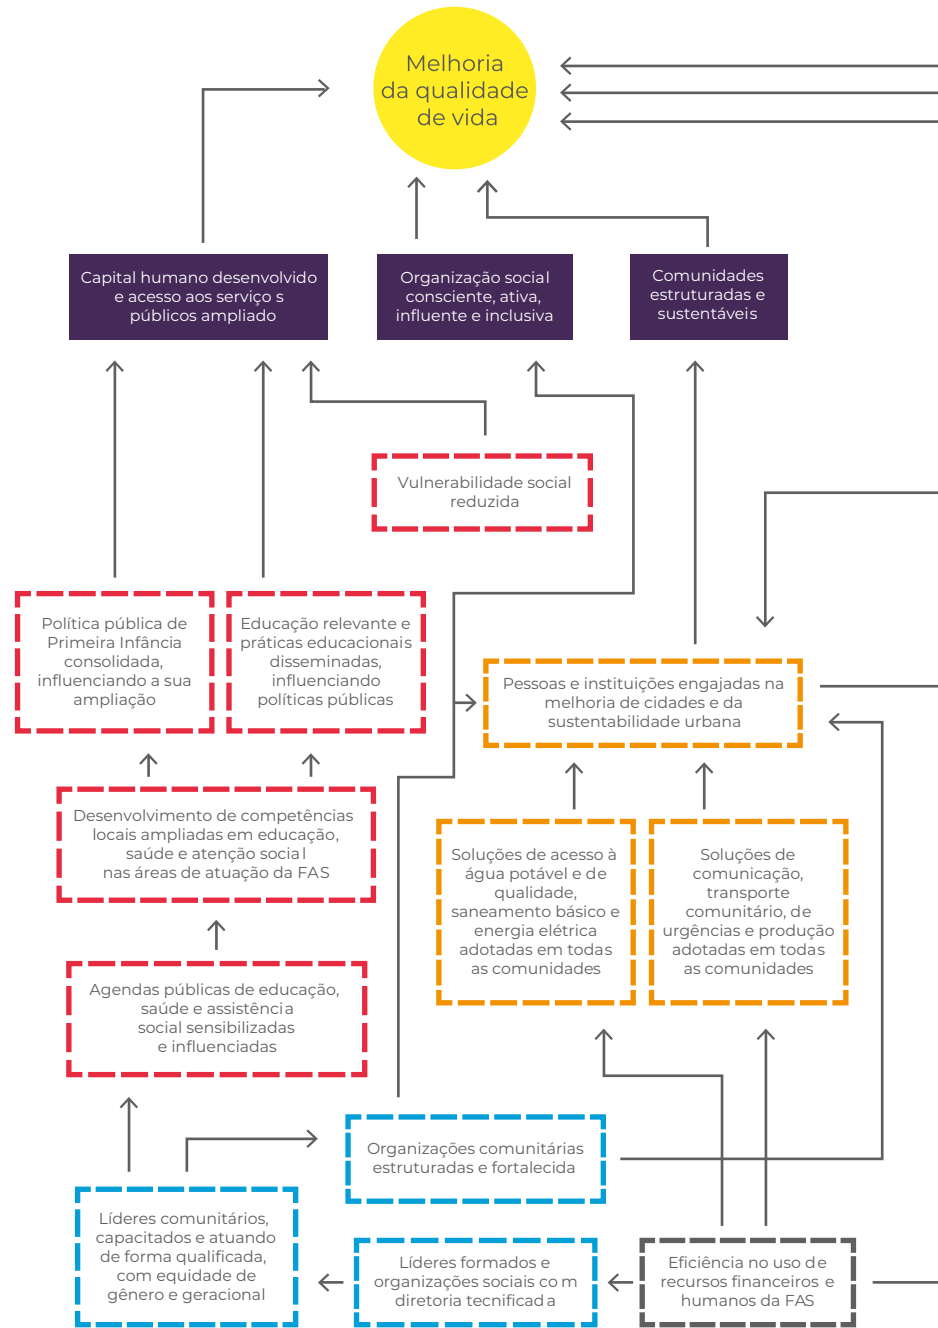 Melhoria
da qualidade
de vida
Capital humano desenvolvido
e acesso aos serviço s
públicos ampliado
Organização social
consciente, ativa,
influente e inclusiva
Comunidades
estruturadas e
sustentáveis
Vulnerabilidade social
reduzida
Política pública de
Primeira Infância
consolidada,
influenciando a sua
ampliação
Educação relevante e
práticas educacionais
disseminadas,
influenciando
políticas públicas
Pessoas e instituições engajadas na
melhoria de cidades e da
sustentabilidade urbana
Desenvolvimento de competências
locais ampliadas em educação,
saúde e atenção social
nas áreas de atuação da FAS
Soluções de acesso à
água potável e de
qualidade,
saneamento básico e
energia elétrica
adotadas em todas
as comunidades
Soluções de
comunicação,
transporte
comunitário, de
urgências e produção
adotadas em todas
as comunidades
Agendas públicas de educação,
saúde e assistência
social sensibilizadas
e influenciadas
Organizações comunitárias
estruturadas e fortalecida
Líderes comunitários,
capacitados e atuando
de forma qualificada,
com equidade de
gênero e geracional
Líderes formados e
organizações sociais co m
diretoria tecnificad a
Eficiência no uso de
recursos financeiros e
humanos da FAS